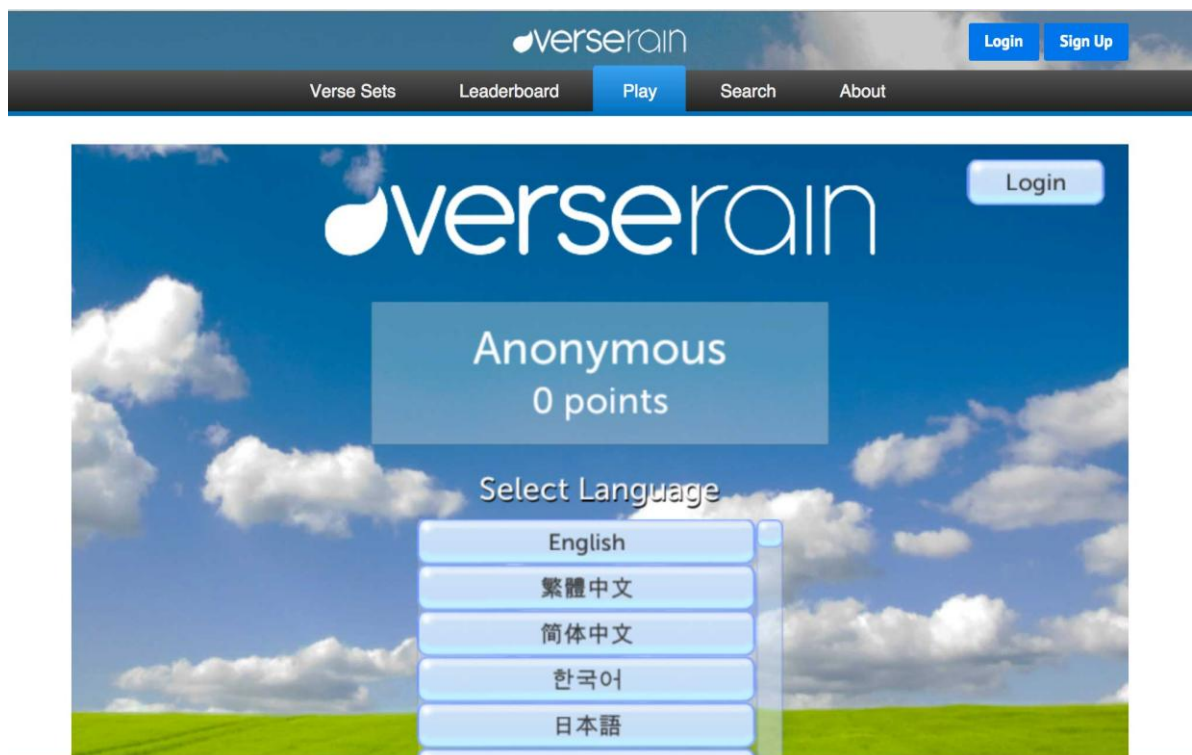 verserain
Login Sign Up
Verse Sets Leaderboard Play Search About
verserain
Login
Anonymous
0 points
Select Language
English
繁體中文
简体中文
한국어
日本語